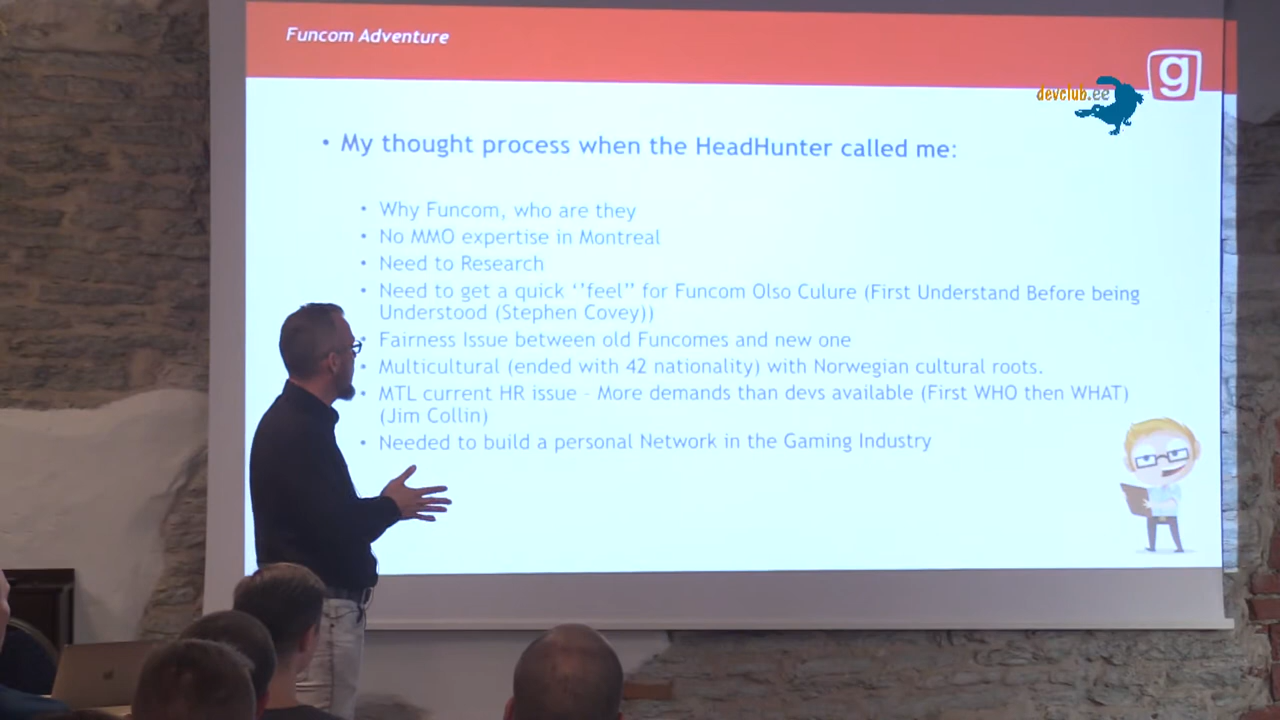 Funcom Adventure
g
devclub.ee
• My thought process when the HeadHunter called me:
• Why Funcom, who are they
• No MMO expertise in Montreal
• Need to Research
• Need to get a quick ‘’feel’’ for Funcom Olso Culure (First Understand Before being
Understood (Stephen Covey))
• Fairness Issue between old Funcomes and new one
• Multicultural (ended with 42 nationality) with Norwegian cultural roots.
• MTL current HR issue – More demands than devs available (First WHO then WHAT)
(Jim Collin)
• Needed to build a personal Network in the Gaming Industry